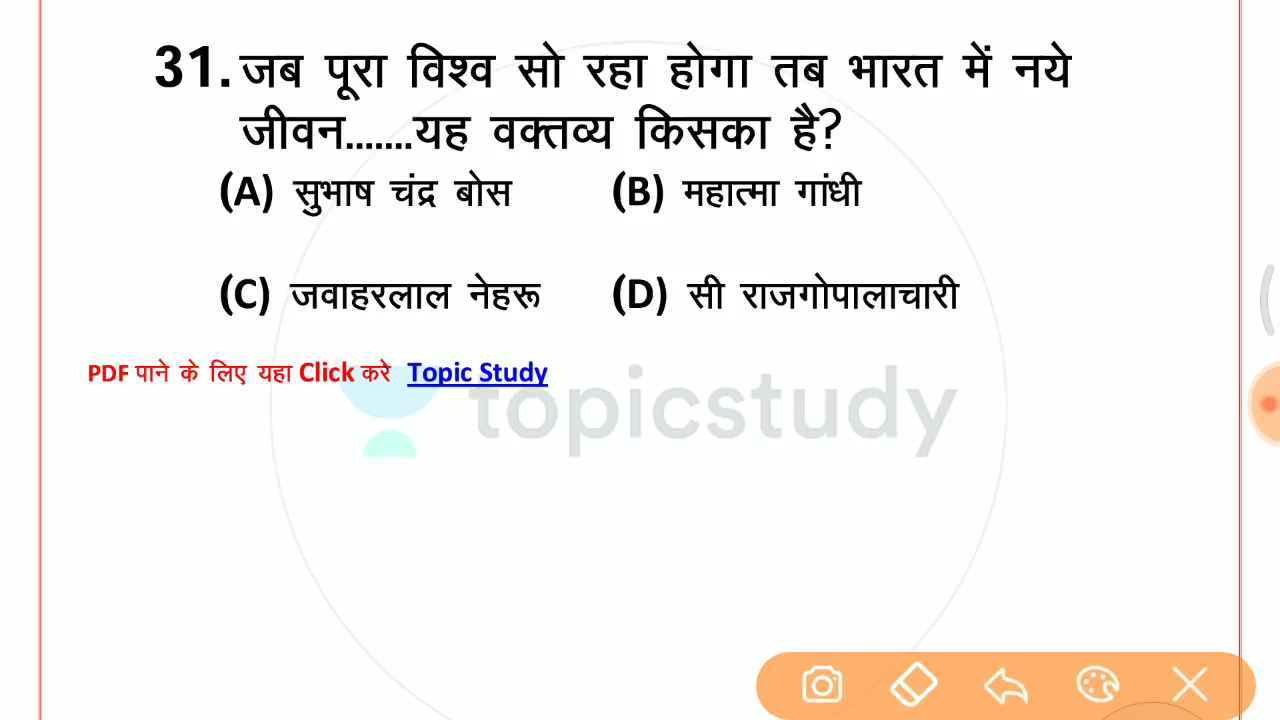 31. जब पूरा विश्व सो रहा होगा तब भारत में नये
जीवन.......यह वक्तव्य किसका है?
(A) सुभाष चंद्र बोस (B) महात्मा गांधी
(C) जवाहरलाल नेहरू (D) सी राजगोपालाचारी
PDF पाने के लिए यहा Click करे Topic Study
topicstudy